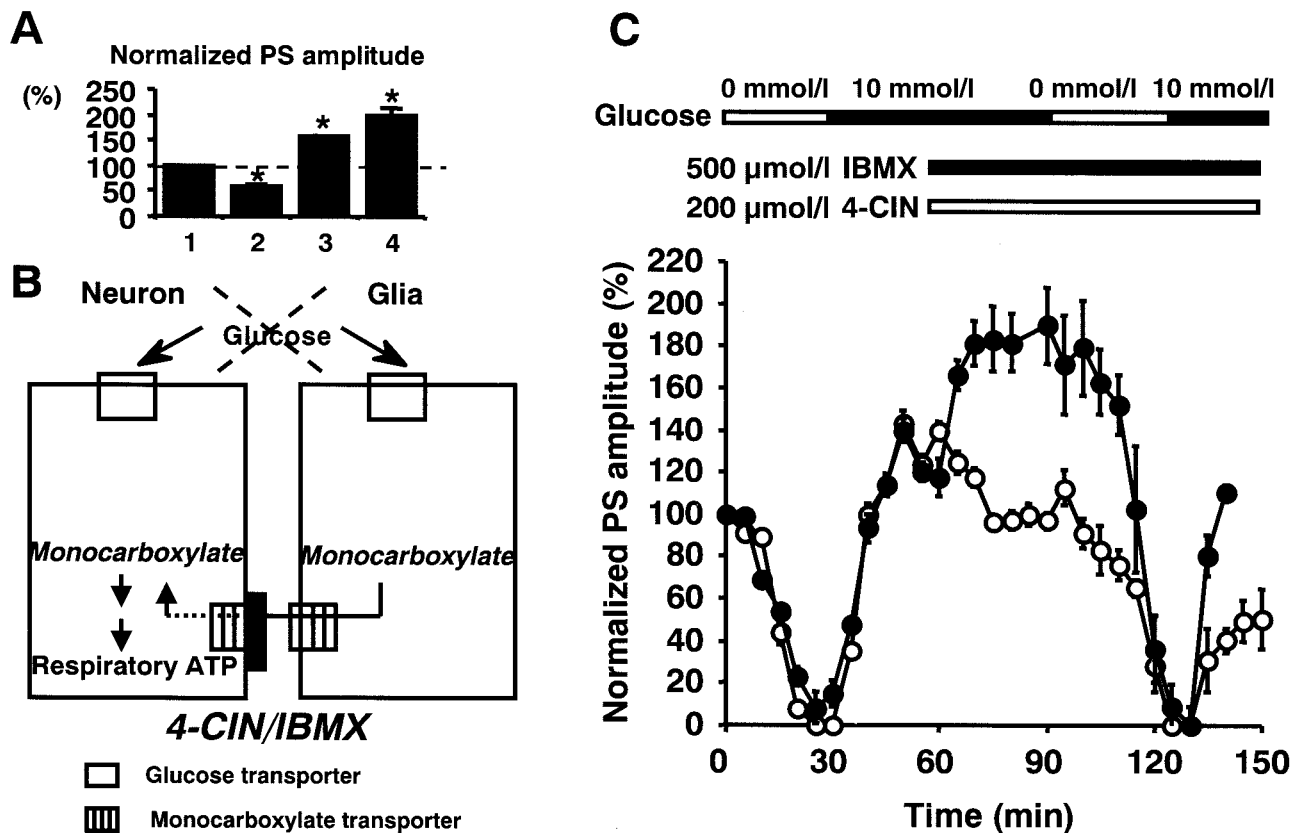 A
Normalized PS amplitude
(%)
250
200
150
100
50
0
*
*
*
1 2 3 4
B
Neuron Glia
Glucose
Monocarboxylate Monocarboxylate
Respiratory ATP
4-CIN/IBMX
Glucose transporter
Monocarboxylate transporter
C
0 mmol/l 10 mmol/l 0 mmol/l 10 mmol/l
Glucose
500 µmol/l IBMX
200 µmol/l 4-CIN
Normalized PS amplitude (%)
220
200
180
160
140
120
100
80
60
40
20
0
0 30 60 90 120 150
Time (min)